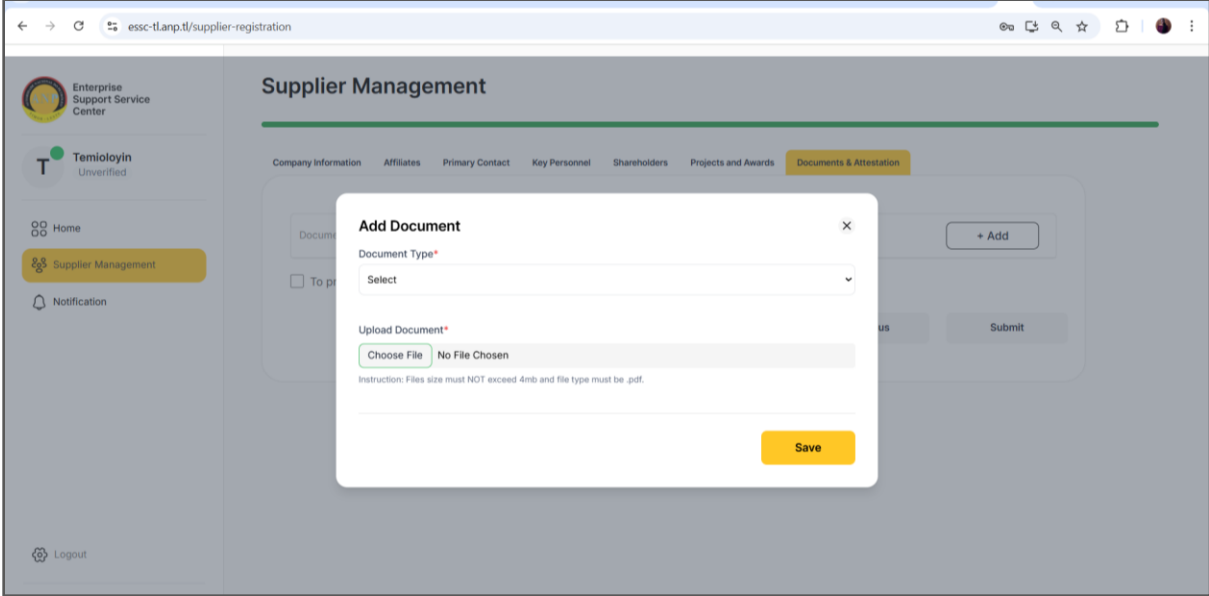 essc-tl.anp.tl/supplier-registration
Enterprise
Support Service
Center
T
Temioloyin
Unverified
Home
Supplier Management
Notification
Logout
Supplier Management
Company Information Affiliates Primary Contact Key Personnel Shareholders Projects and Awards Documents & Attestation
+ Add
To
Submit
Add Document
Document Type*
Select
Upload Document*
Choose File No File Chosen
Instruction: Files size must NOT exceed 4mb and file type must be .pdf.
Save